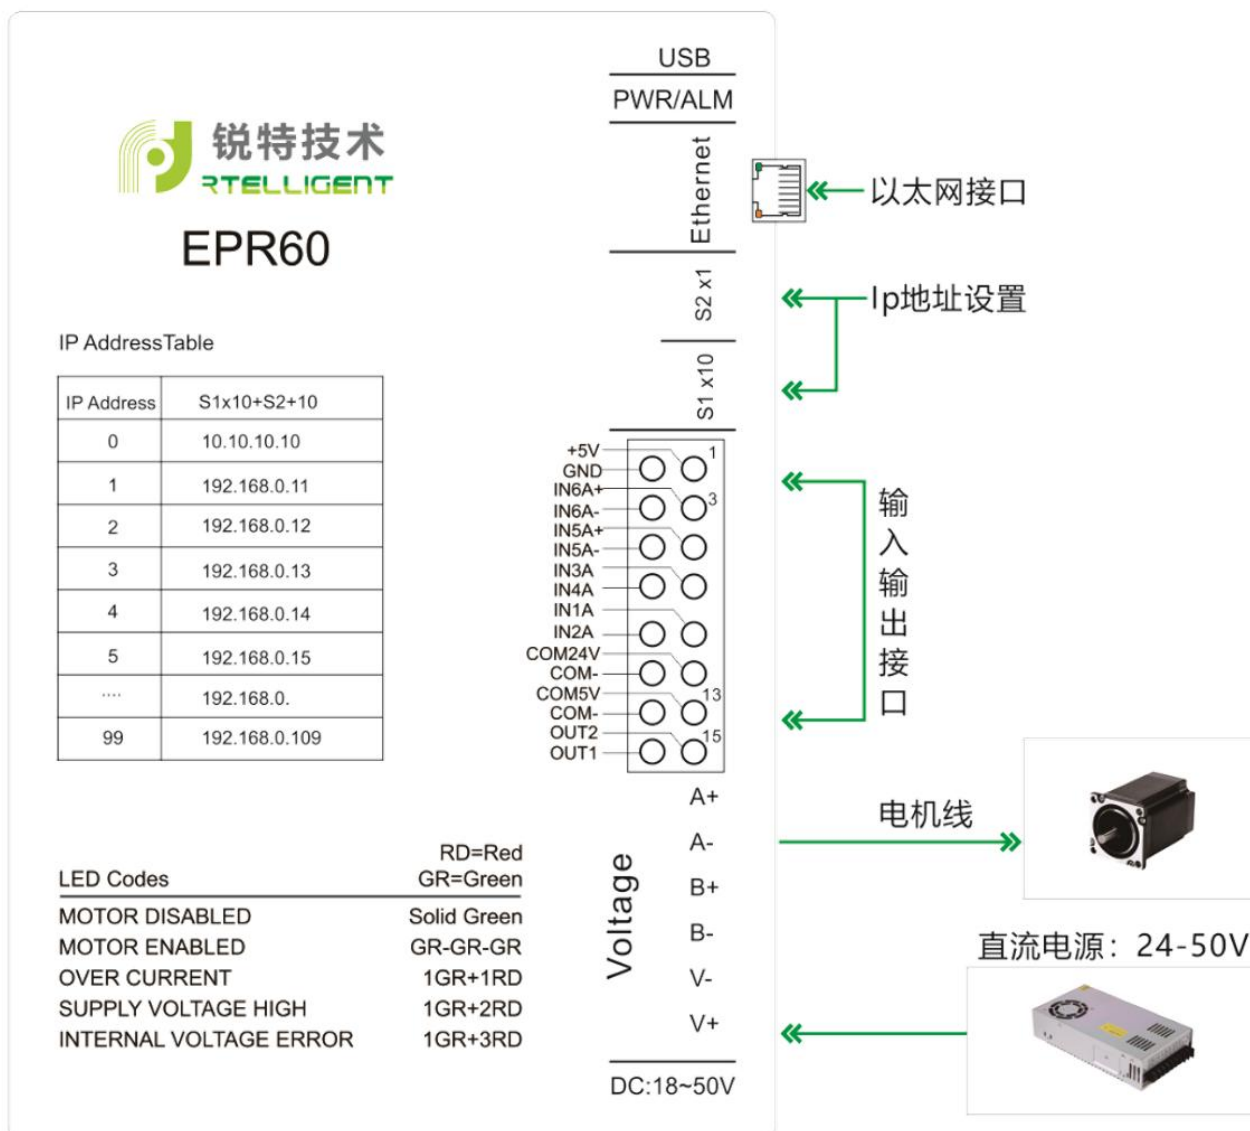 USB
PWR/ALM
锐特技术
RTELLIGENT
EPR60
Ethernet
以太网接口
S2 x1
Ip地址设置
S1 x10
IP AddressTable
IP Address S1x10+S2+10
0 10.10.10.10
1 192.168.0.11
2 192.168.0.12
3 192.168.0.13
4 192.168.0.14
5 192.168.0.15
.... 192.168.0.
99 192.168.0.109
+5V 1
GND
IN6A+ 3
IN6A-
IN5A+
IN5A-
IN3A
IN4A
IN1A
IN2A
COM24V
COM-
COM5V 13
COM-
OUT2 15
OUT1
输入输出接口
A+
A-
B+
B-
V-
V+
Voltage
DC:18~50V
电机线
直流电源：24-50V
RD=Red
LED Codes GR=Green
MOTOR DISABLED Solid Green
MOTOR ENABLED GR-GR-GR
OVER CURRENT 1GR+1RD
SUPPLY VOLTAGE HIGH 1GR+2RD
INTERNAL VOLTAGE ERROR 1GR+3RD